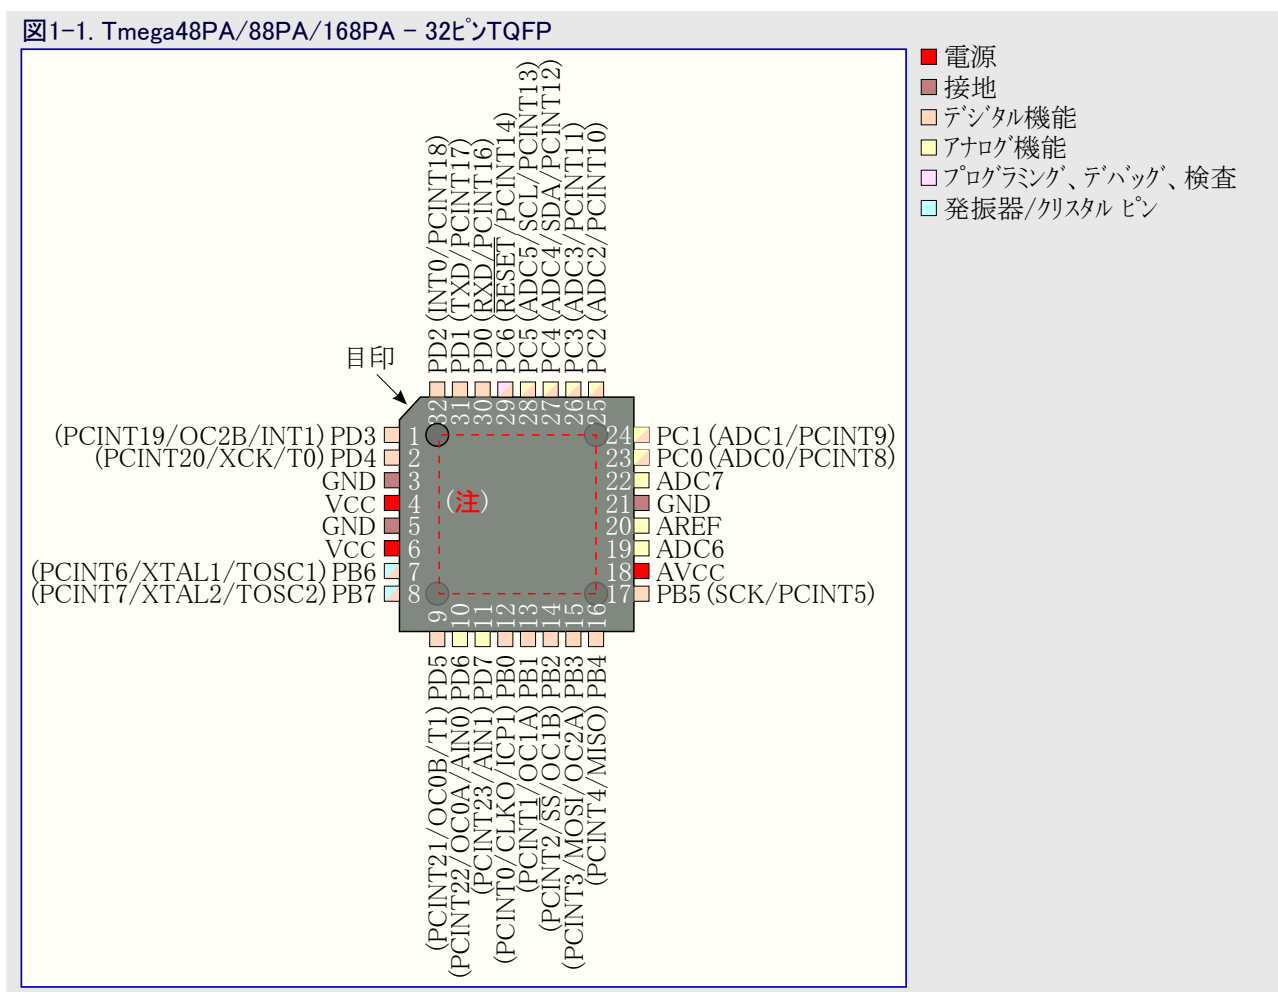 図1-1. Tmega48PA/88PA/168PA - 32ﾋﾟﾝTQFP
電源
接地
ﾃﾞｼﾞﾀﾙ機能
ｱﾅﾛｸﾞ機能
ﾌﾟﾛｸﾞﾗﾐﾝｸﾞ、ﾃﾞﾊﾞｯｸﾞ、検査
発振器/ｸﾘｽﾀﾙ ﾋﾟﾝ
PD2 (INT0/PCINT18)
PD1 (TXD/PCINT17)
PD0 (RXD/PCINT16)
PC6 (RESET/PCINT14)
PC5 (ADC5/SCL/PCINT13)
PC4 (ADC4/SDA/PCINT12)
PC3 (ADC3/PCINT11)
PC2 (ADC2/PCINT10)
目印
32
31
30
29
28
27
26
25
(PCINT19/OC2B/INT1) PD3 1
(PCINT20/XCK/T0) PD4 2
GND 3
VCC 4
GND 5
VCC 6
(PCINT6/XTAL1/TOSC1) PB6 7
(PCINT7/XTAL2/TOSC2) PB7 8
(注)
24 PC1 (ADC1/PCINT9)
23 PC0 (ADC0/PCINT8)
22 ADC7
21 GND
20 AREF
19 ADC6
18 AVCC
17 PB5 (SCK/PCINT5)
9
10
11
12
13
14
15
16
(PCINT21/OC0B/T1) PD5
(PCINT22/OC0A/AIN0) PD6
(PCINT23/AIN1) PD7
(PCINT0/CLKO/ICP1) PB0
(PCINT1/OC1A) PB1
(PCINT2/SS/OC1B) PB2
(PCINT3/MOSI/OC2A) PB3
(PCINT4/MISO) PB4